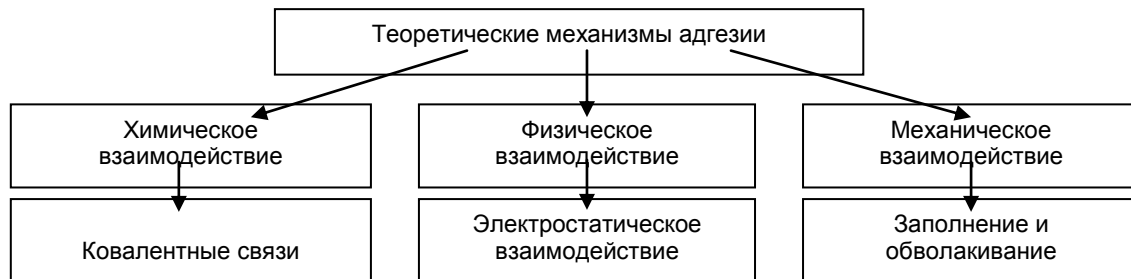 Теоретические механизмы адгезии
Химическое
взаимодействие
Физическое
взаимодействие
Механическое
взаимодействие
Ковалентные связи
Электростатическое
взаимодействие
Заполнение и
обволакивание